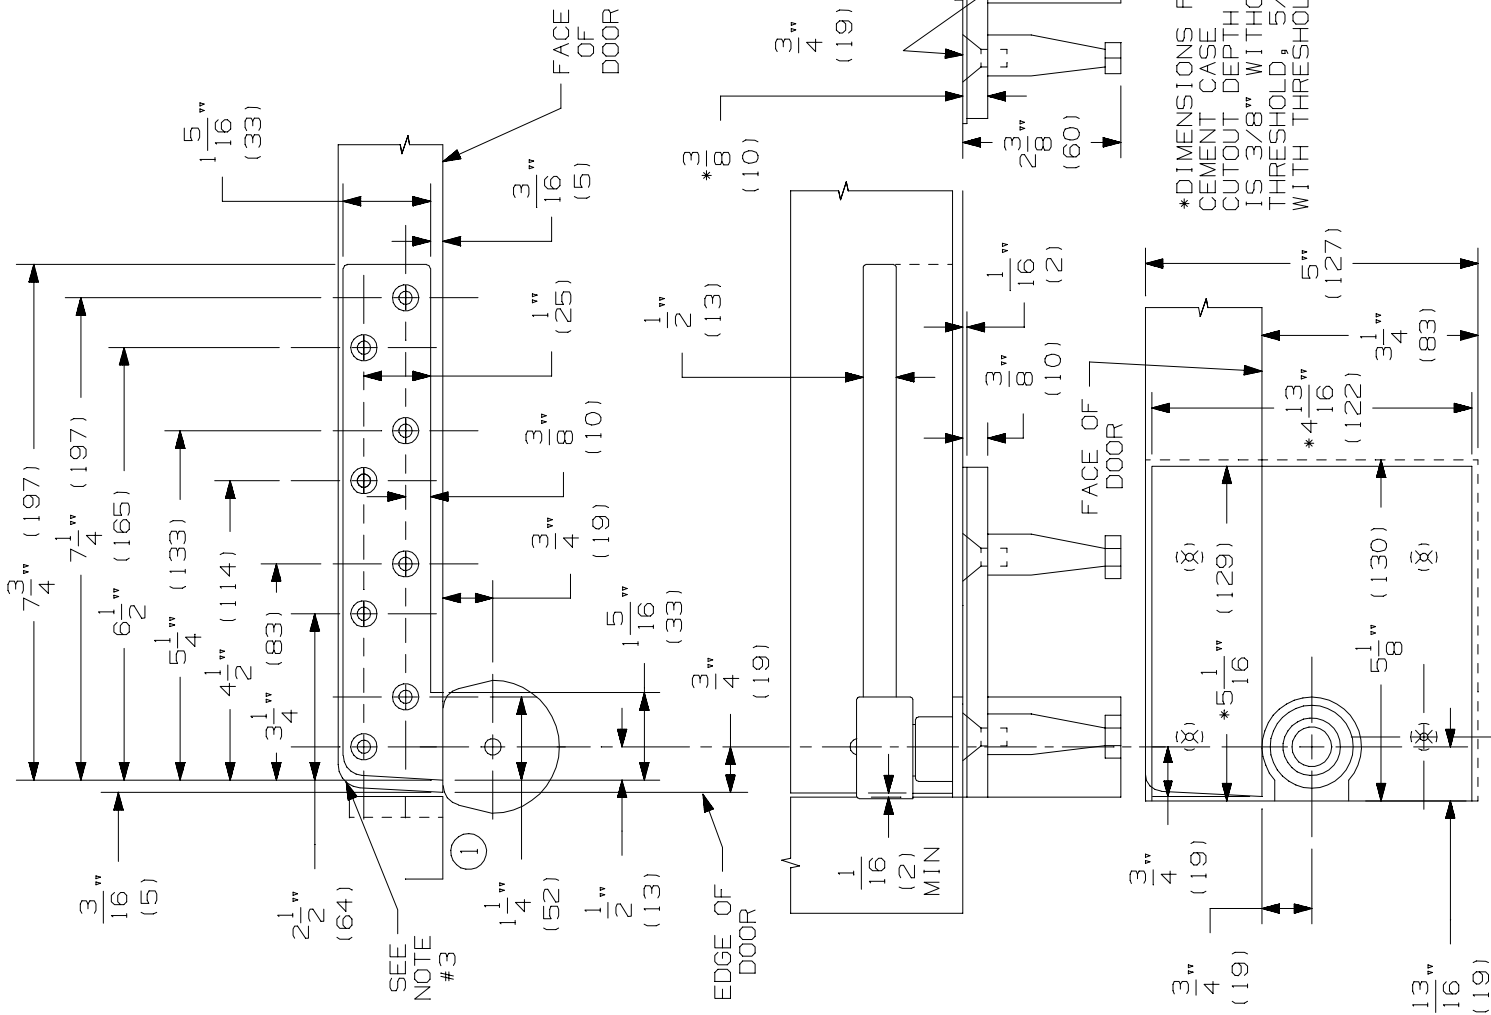 7 3/4" (197)
7 1/4" (197)
6 1/2" (165)
5 1/4" (133)
4 1/2" (114)
3 1/4" (83)
2 1/2" (64)
3/16" (5)
1 5/16" (33)
FACE
OF
DOOR
3/16" (5)
1" (25)
3/8" (10)
3/4" (19)
1 5/16" (33)
3/4" (19)
SEE
NOTE
#3
1
1 1/4" (52)
1/2" (13)
EDGE OF
DOOR
1/2" (13)
1/16" (2)
3/8" (10)
1/16" (2)
MIN
3/4" (19)
*3/8" (10)
2 3/8" (60)
*DIMENSIONS
CEMENT CASE
CUTOUT DEPTH
IS 3/8"
THRESHOLD,
WITH
FACE OF
DOOR
5" (127)
3 1/4" (83)
*4 13/16" (122)
*5 1/16" (129)
5 1/8" (130)
3/4" (19)
3/4" (19)
13/16" (19)